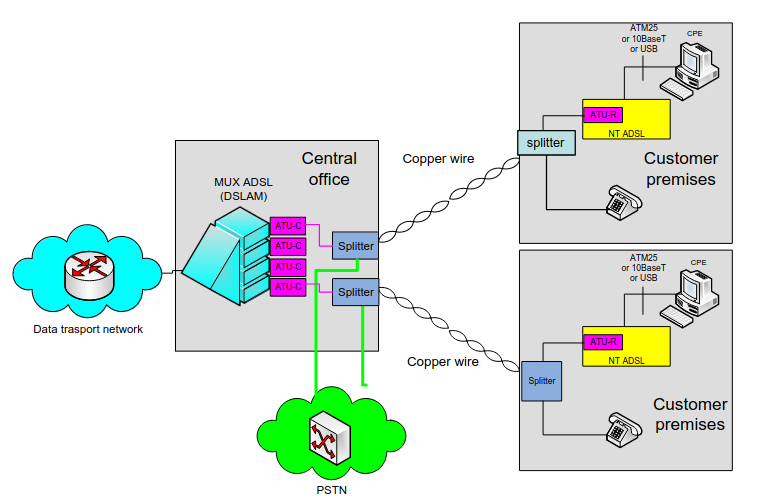 ATM25
or 10BaseT
or USB
CPE
ATU-R
NT ADSL
splitter
Customer
premises
Central
office
MUX ADSL
(DSLAM)
ATU-C
ATU-C
ATU-C
ATU-C
Splitter
Splitter
Copper wire
Copper wire
Data trasport network
PSTN
ATM25
or 10BaseT
or USB
CPE
ATU-R
NT ADSL
Splitter
Customer
premises